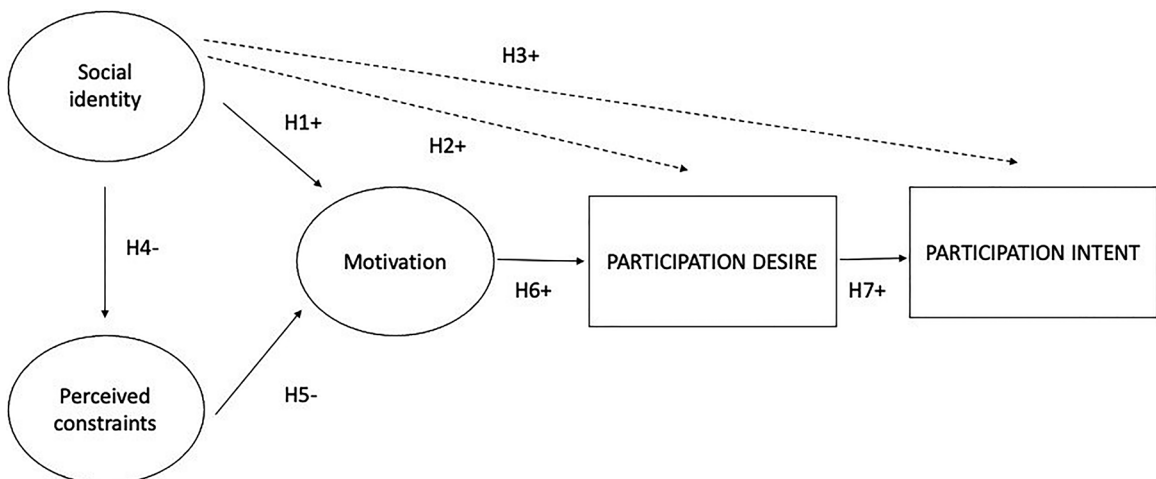 Social
identity
H3+
H1+
H2+
H4-
Motivation
H6+
PARTICIPATION DESIRE
H7+
PARTICIPATION INTENT
Perceived
constraints
H5-